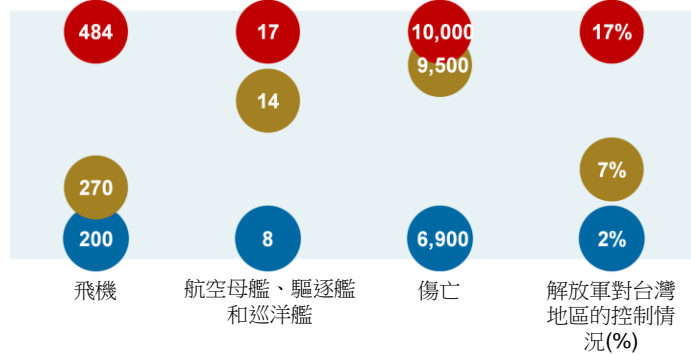 484 17 10,000 17%
9,500
14
7%
270
200 8 6,900 2%
飛機 航空母艦、驅逐艦 傷亡 解放軍對台灣
和巡洋艦 地區的控制情
況(%)